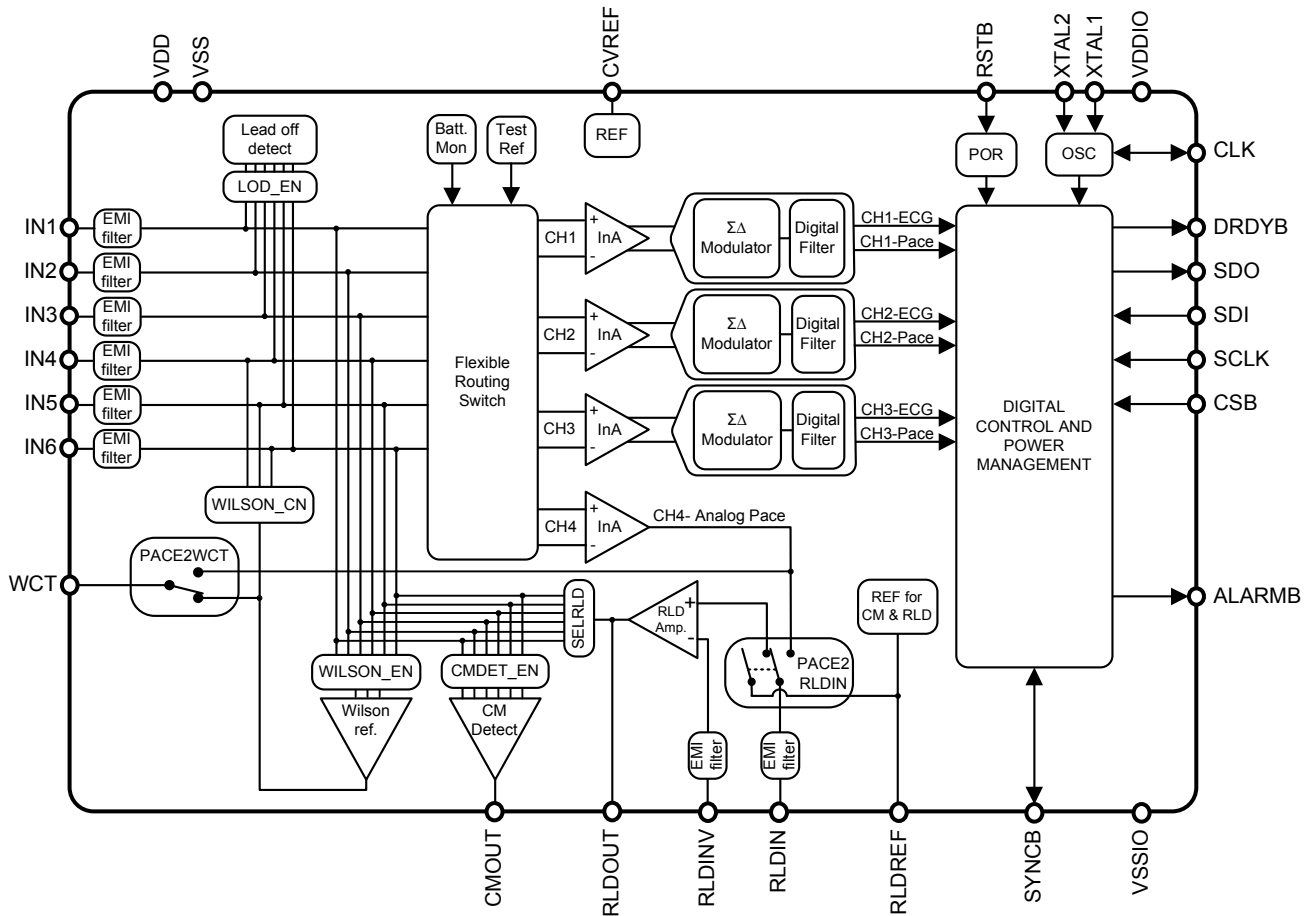 VDD
VSS
CVREF
RSTB
XTAL2
XTAL1
VDDIO
Lead off
detect
LOD_EN
Batt.
Mon
Test
Ref
REF
POR
OSC
CLK
IN1
EMI
filter
IN2
EMI
filter
IN3
EMI
filter
IN4
EMI
filter
IN5
EMI
filter
IN6
EMI
filter
Flexible
Routing
Switch
CH1
+
InA
-
ΣΔ
Modulator
Digital
Filter
CH1-ECG
CH1-Pace
CH2
+
InA
-
ΣΔ
Modulator
Digital
Filter
CH2-ECG
CH2-Pace
CH3
+
InA
-
ΣΔ
Modulator
Digital
Filter
CH3-ECG
CH3-Pace
CH4
+
InA
-
CH4- Analog Pace
DIGITAL
CONTROL AND
POWER
MANAGEMENT
DRDYB
SDO
SDI
SCLK
CSB
ALARMB
WILSON_CN
PACE2WCT
WCT
SELRLD
RLD
Amp.
+
-
REF for
CM & RLD
PACE2
RLDIN
WILSON_EN
CMDET_EN
Wilson
ref.
CM
Detect
EMI
filter
EMI
filter
CMOUT
RLDOUT
RLDINV
RLDIN
RLDREF
SYNCB
VSSIO